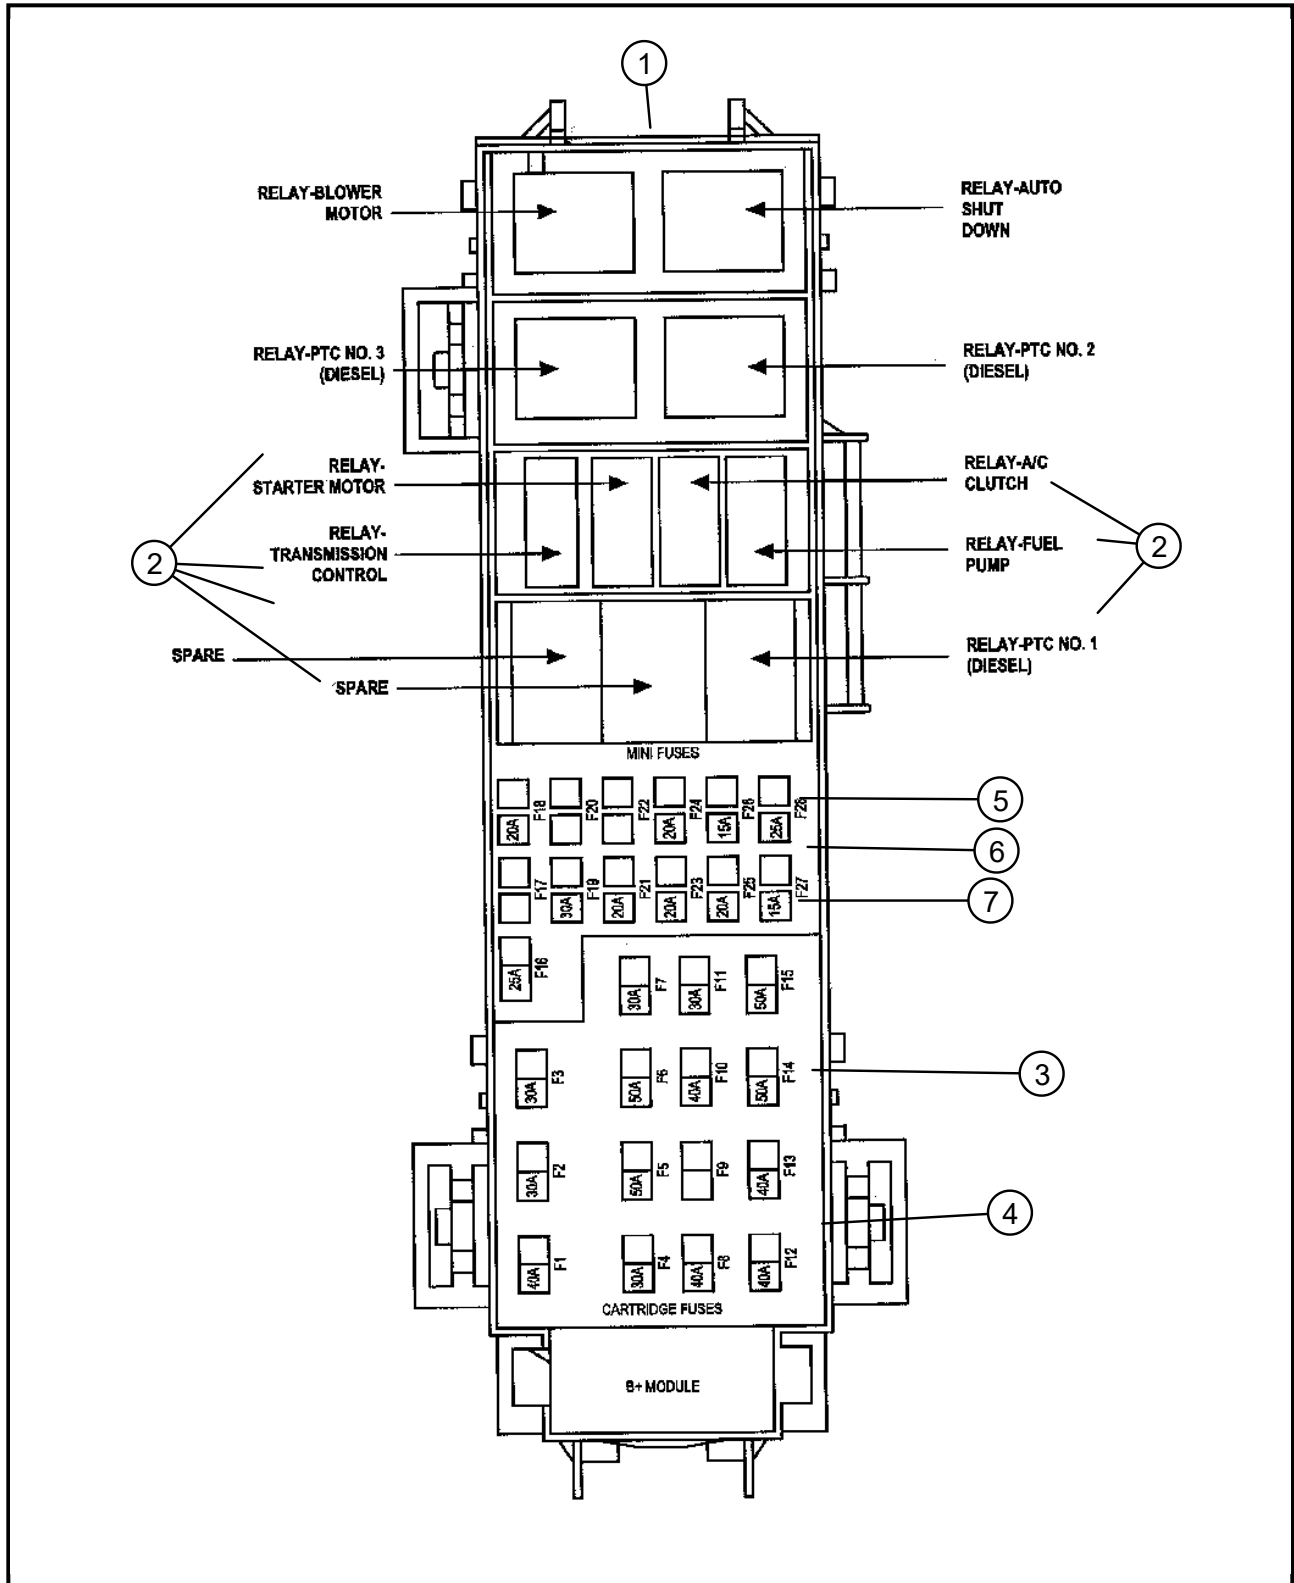 1
RELAY-BLOWER
MOTOR
RELAY-AUTO
SHUT
DOWN
RELAY-PTC NO. 3
(DIESEL)
RELAY-PTC NO. 2
(DIESEL)
RELAY-
STARTER MOTOR
RELAY-A/C
CLUTCH
RELAY-
TRANSMISSION
CONTROL
RELAY-FUEL
PUMP
2
2
SPARE
SPARE
RELAY-PTC NO. 1
(DIESEL)
MINI FUSES
F18 F20 F22 F24 F26 F28
20A 20A 15A 25A
5
6
F17 F19 F21 F23 F25 F27
30A 20A 20A 20A 15A
7
F16
25A
F7 F11 F15
30A 30A 50A
F3 F6 F10 F14
30A 50A 40A 50A
3
F2 F5 F9 F13
30A 50A 40A
4
F1 F4 F8 F12
40A 30A 40A 40A
CARTRIDGE FUSES
B+ MODULE